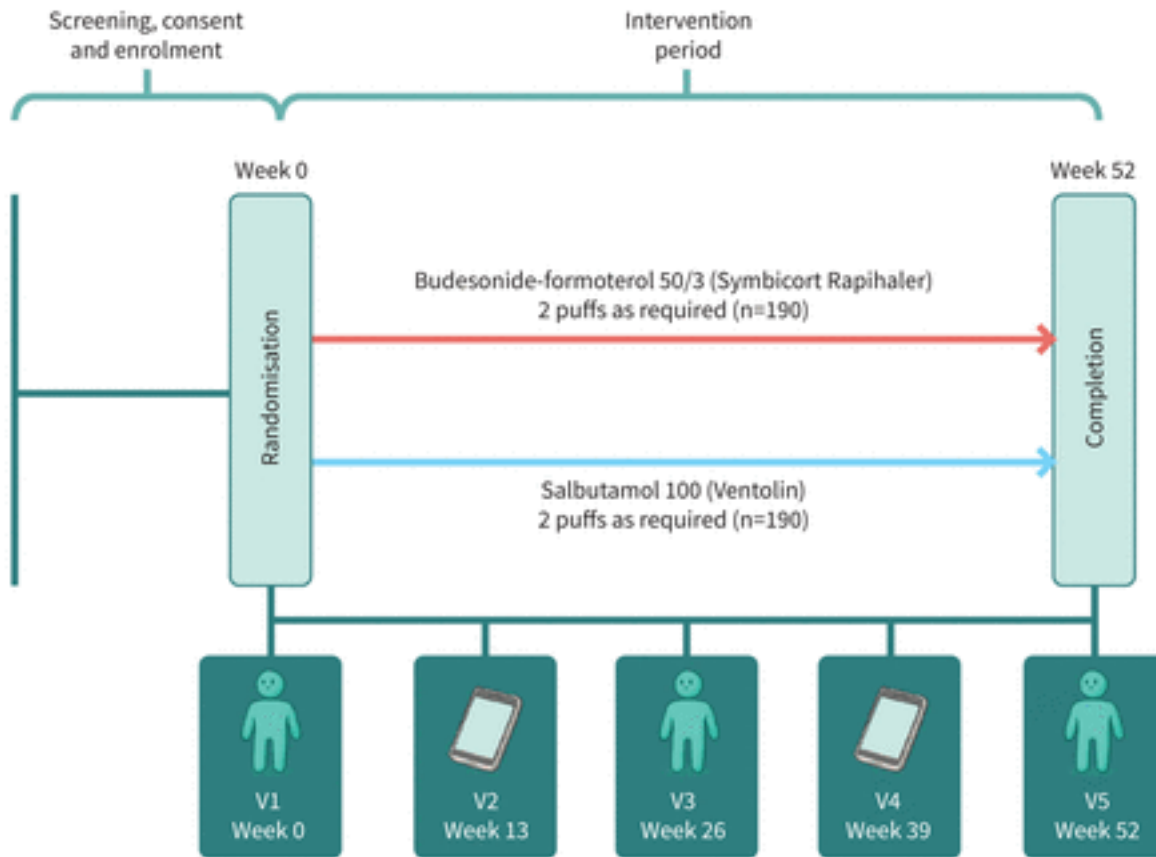 Screening, consent
and enrolment
Intervention
period
Week 0
Week 52
Randomisation
Budesonide-formoterol 50/3 (Symbicort Rapihaler)
2 puffs as required (n=190)
Salbutamol 100 (Ventolin)
2 puffs as required (n=190)
Completion
V1
Week 0
V2
Week 13
V3
Week 26
V4
Week 39
V5
Week 52